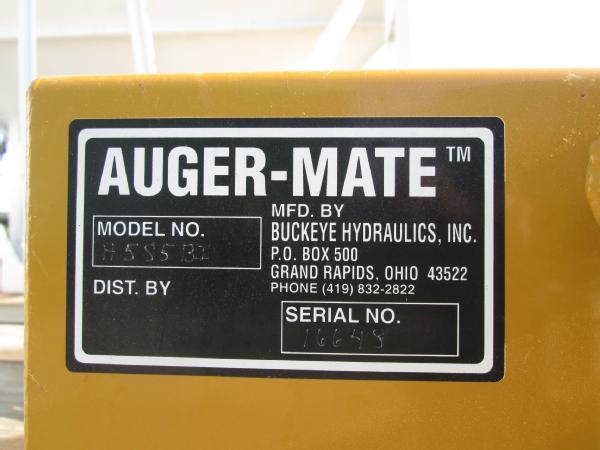 AUGER-MATE™
MODEL NO.
MFD. BY
BUCKEYE HYDRAULICS, INC.
P.O. BOX 500
GRAND RAPIDS, OHIO 43522
PHONE (419) 832-2822
DIST. BY
SERIAL NO.
16648